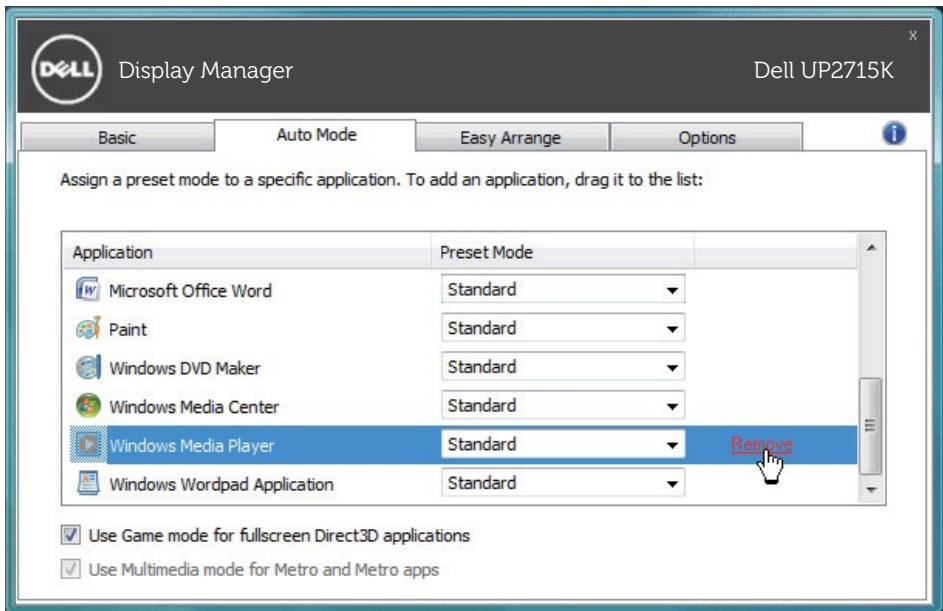 x
DELL Display Manager Dell UP2715K
Basic Auto Mode Easy Arrange Options i
Assign a preset mode to a specific application. To add an application, drag it to the list:
Application Preset Mode
W Microsoft Office Word Standard
Paint Standard
Windows DVD Maker Standard
Windows Media Center Standard
Windows Media Player Standard Remove
Windows Wordpad Application Standard
Use Game mode for fullscreen Direct3D applications
Use Multimedia mode for Metro and Metro apps